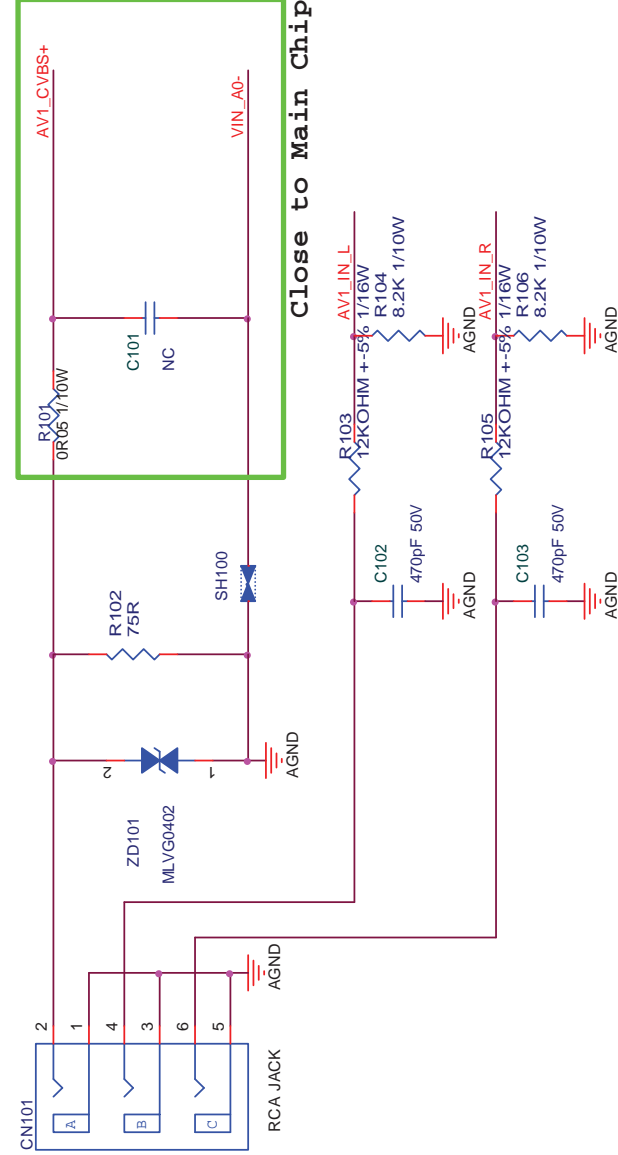 CN101
A
B
C
2
1
4
3
6
5
RCA JACK
AGND
ZD101
MLVG0402
2
1
AGND
R102
75R
SH100
R101
0R05 1/10W
C101
NC
AV1_CVBS+
VIN_A0-
Close to Main Chip
C102
470pF 50V
AGND
R103
12KOHM +-5% 1/16W
AV1_IN_L
R104
8.2K 1/10W
AGND
C103
470pF 50V
AGND
R105
12KOHM +-5% 1/16W
AV1_IN_R
R106
8.2K 1/10W
AGND